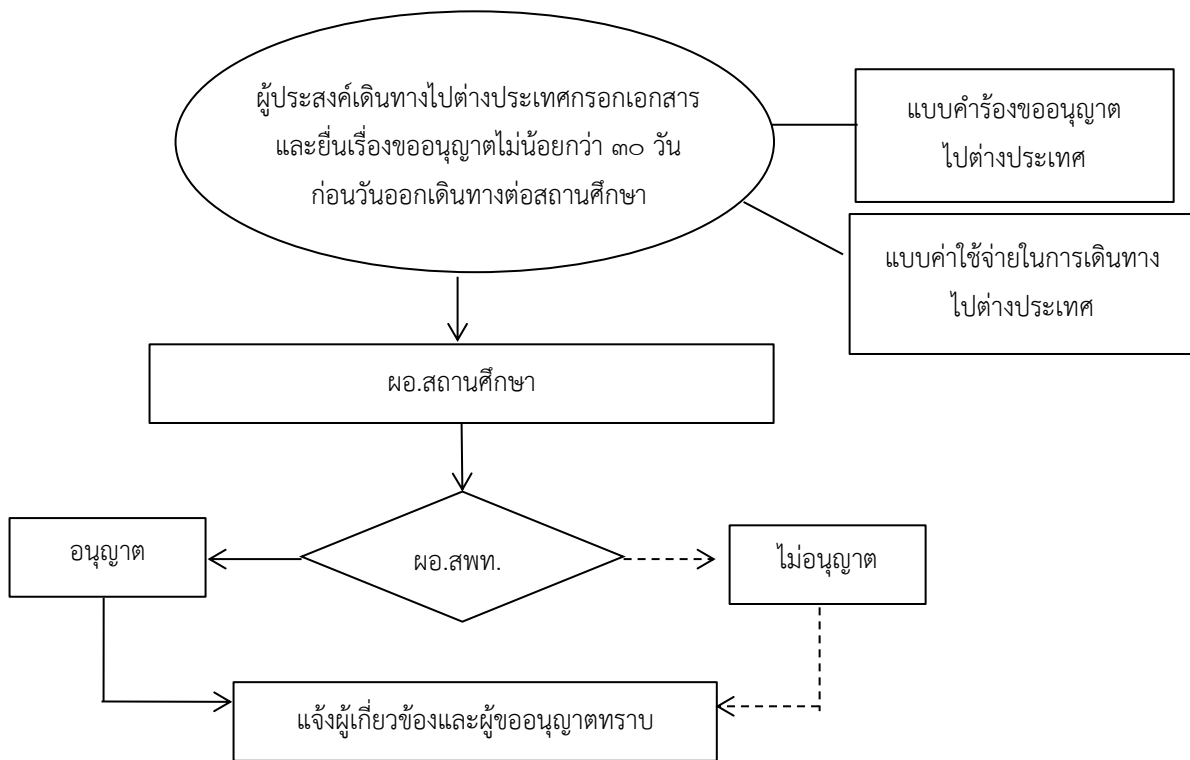 ผู้ประสงค์เดินทางไปต่างประเทศกรอกเอกสาร
และยื่นเรื่องขออนุญาตไม่น้อยกว่า ๓๐ วัน
ก่อนวันออกเดินทางต่อสถานศึกษา
แบบคำร้องขออนุญาต
ไปต่างประเทศ
แบบค่าใช้จ่ายในการเดินทาง
ไปต่างประเทศ
ผอ.สถานศึกษา
อนุญาต
ผอ.สพท.
ไม่อนุญาต
แจ้งผู้เกี่ยวข้องและผู้ขออนุญาตทราบ